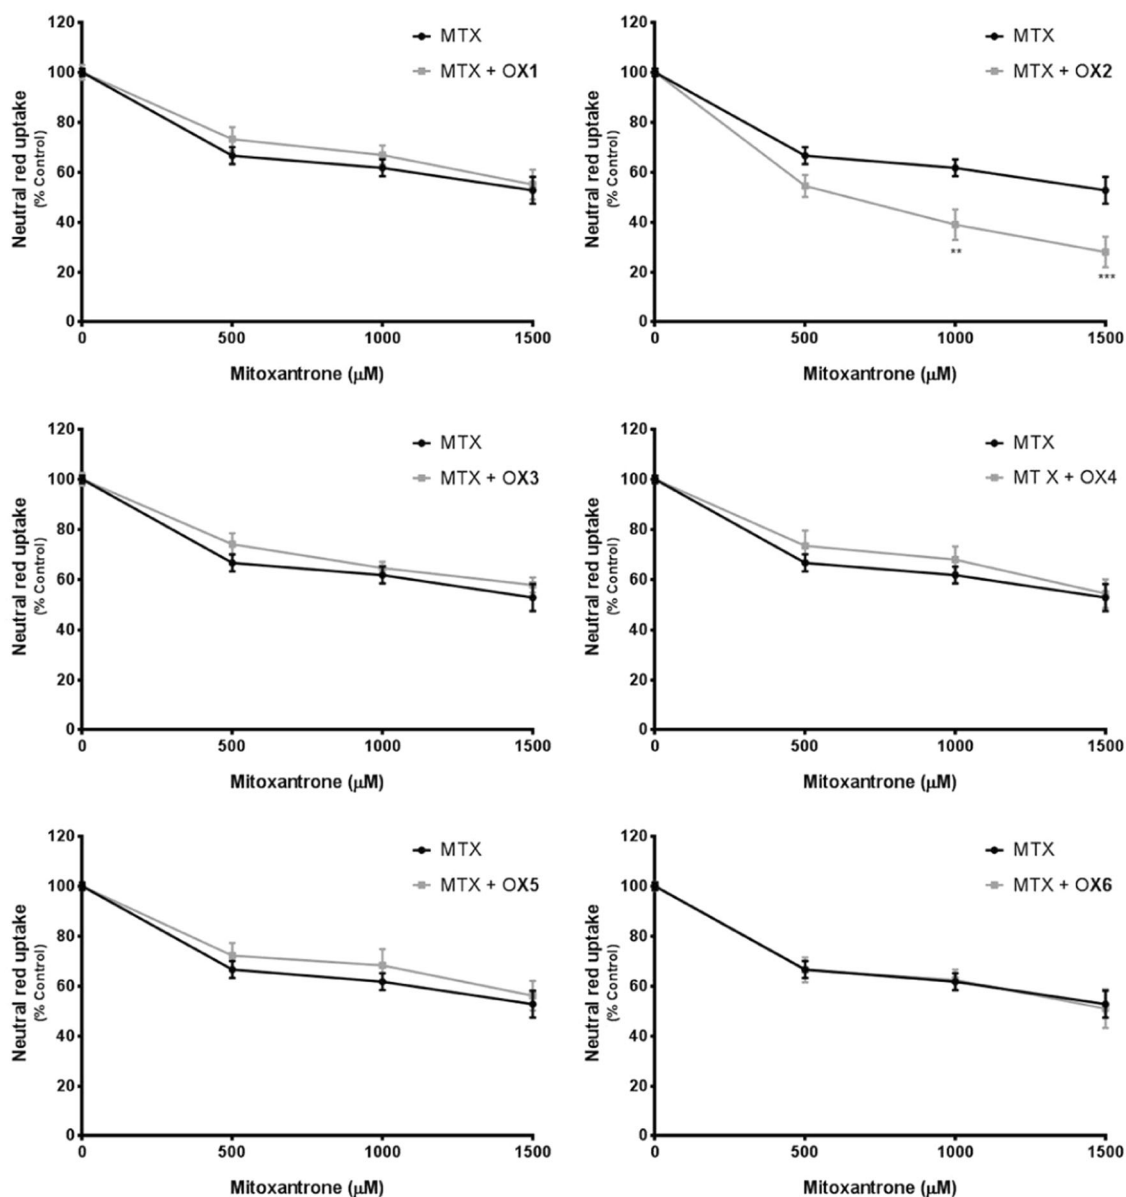 120
100
80
60
40
20
0
Neutral red uptake
(% Control)
MTX
MTX + OX1
0 500 1000 1500
Mitoxantrone (μM)
120
100
80
60
40
20
0
Neutral red uptake
(% Control)
MTX
MTX + OX2
**
***
0 500 1000 1500
Mitoxantrone (μM)
120
100
80
60
40
20
0
Neutral red uptake
(% Control)
MTX
MTX + OX3
0 500 1000 1500
Mitoxantrone (μM)
120
100
80
60
40
20
0
Neutral red uptake
(% Control)
MTX
MT X + OX4
0 500 1000 1500
Mitoxantrone (μM)
120
100
80
60
40
20
0
Neutral red uptake
(% Control)
MTX
MTX + OX5
0 500 1000 1500
Mitoxantrone (μM)
120
100
80
60
40
20
0
Neutral red uptake
(% Control)
MTX
MTX + OX6
0 500 1000 1500
Mitoxantrone (μM)